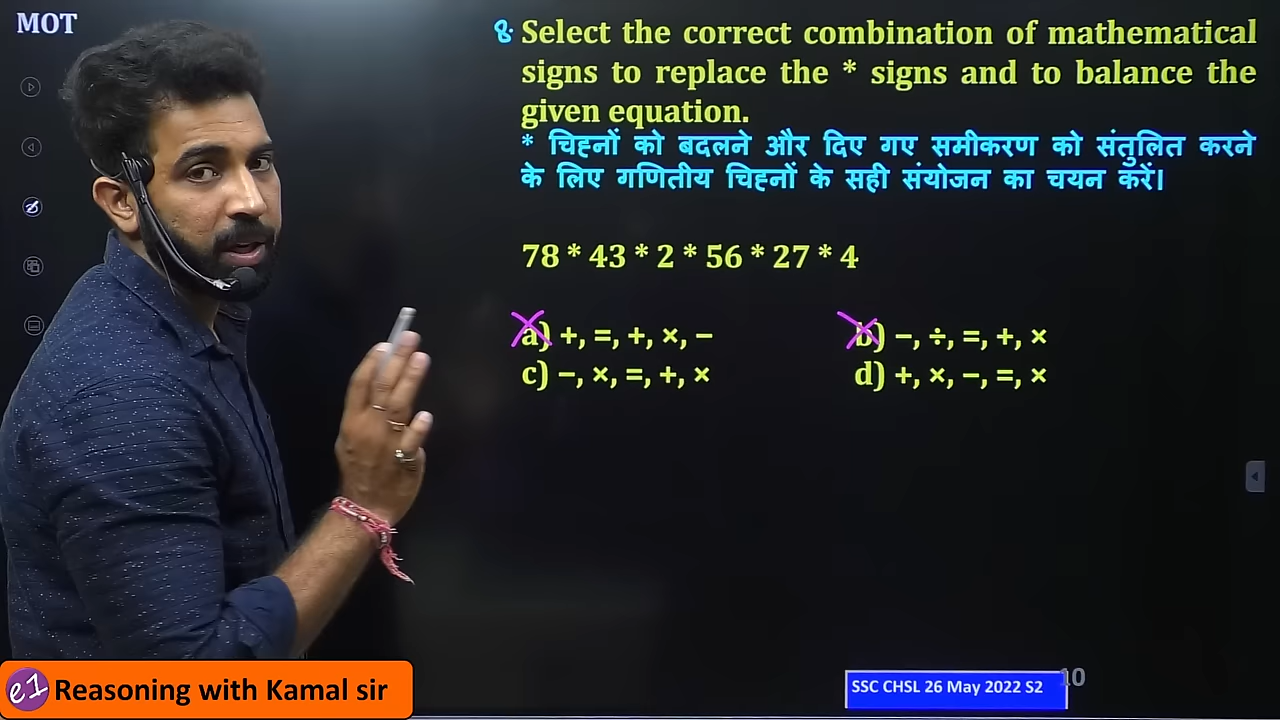 MOT
8. Select the correct combination of mathematical
signs to replace the * signs and to balance the
given equation.
* चिह्नों को बदलने और दिए गए समीकरण को संतुलित करने
के लिए गणितीय चिह्नों के सही संयोजन का चयन करें।
78 * 43 * 2 * 56 * 27 * 4
a) +, =, +, ×, −
b) −, ÷, =, +, ×
c) −, ×, =, +, ×
d) +, ×, −, =, ×
e1 Reasoning with Kamal sir
SSC CHSL 26 May 2022 S2
10